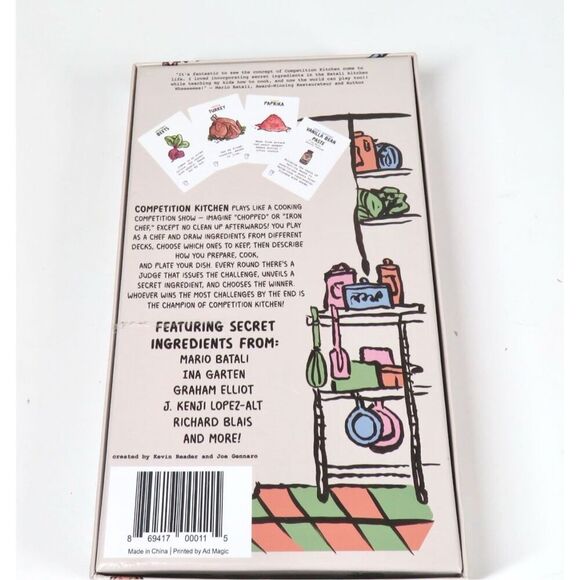 "It's fantastic to see the concept of Competition Kitchen come to
life. I loved incorporating secret ingredients in the Batali kitchen
while teaching my kids how to cook, and now the world can play too!!
Wheeeeeee!" — Mario Batali, Award-Winning Restaurateur and Author
BEETS
TURKEY
PAPRIKA
VANILLA BEAN
PASTE
COMPETITION KITCHEN PLAYS LIKE A COOKING
COMPETITION SHOW — IMAGINE "CHOPPED" OR "IRON
CHEF," EXCEPT NO CLEAN UP AFTERWARDS! YOU PLAY
AS A CHEF AND DRAW INGREDIENTS FROM DIFFERENT
DECKS, CHOOSE WHICH ONES TO KEEP, THEN DESCRIBE
HOW YOU PREPARE, COOK,
AND PLATE YOUR DISH. EVERY ROUND THERE'S A
JUDGE THAT ISSUES THE CHALLENGE, UNVEILS A
SECRET INGREDIENT, AND CHOOSES THE WINNER.
WHOEVER WINS THE MOST CHALLENGES BY THE END IS
THE CHAMPION OF COMPETITION KITCHEN!
FEATURING SECRET
INGREDIENTS FROM:
MARIO BATALI
INA GARTEN
GRAHAM ELLIOT
J. KENJI LOPEZ-ALT
RICHARD BLAIS
AND MORE!
created by Kevin Reader and Joe Gennaro
8 69417 00011 5
Made in China | Printed by Ad Magic